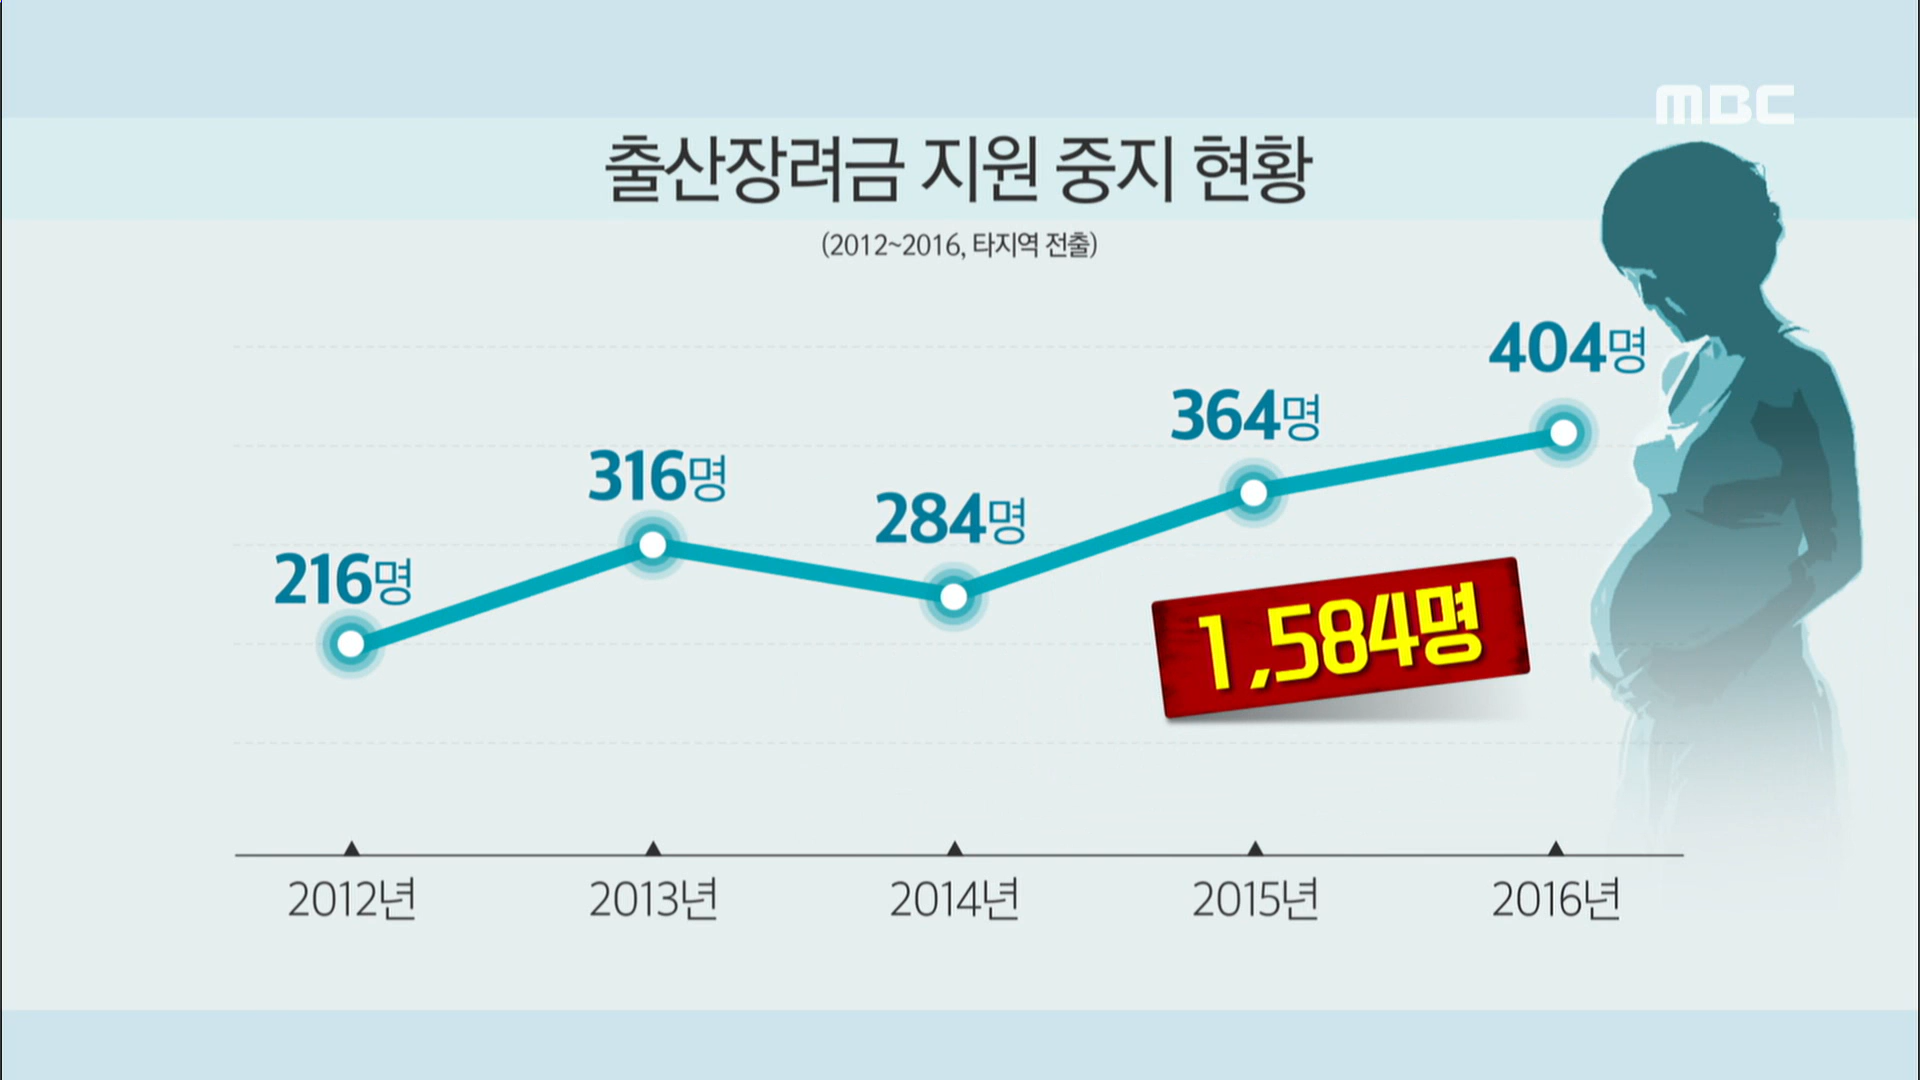 MBC
출산장려금 지원 중지 현황
(2012~2016, 타지역 전출)
404명
364명
316명
284명
216명
1,584명
2012년 2013년 2014년 2015년 2016년